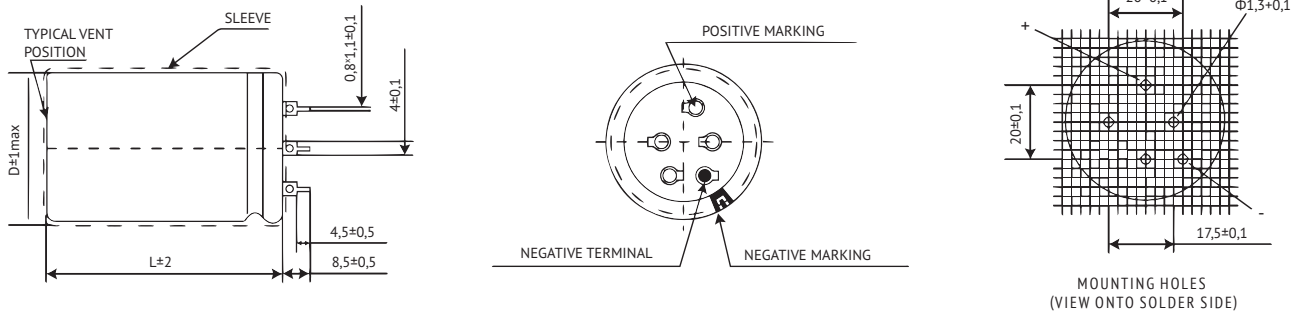 TYPICAL VENT
POSITION
SLEEVE
0,8*1,1±0,1
4±0,1
D±1max
4,5±0,5
L±2
8,5±0,5
POSITIVE MARKING
NEGATIVE TERMINAL
NEGATIVE MARKING
Φ1,3+0,1
+
20±0,1
-
17,5±0,1
MOUNTING HOLES
(VIEW ONTO SOLDER SIDE)